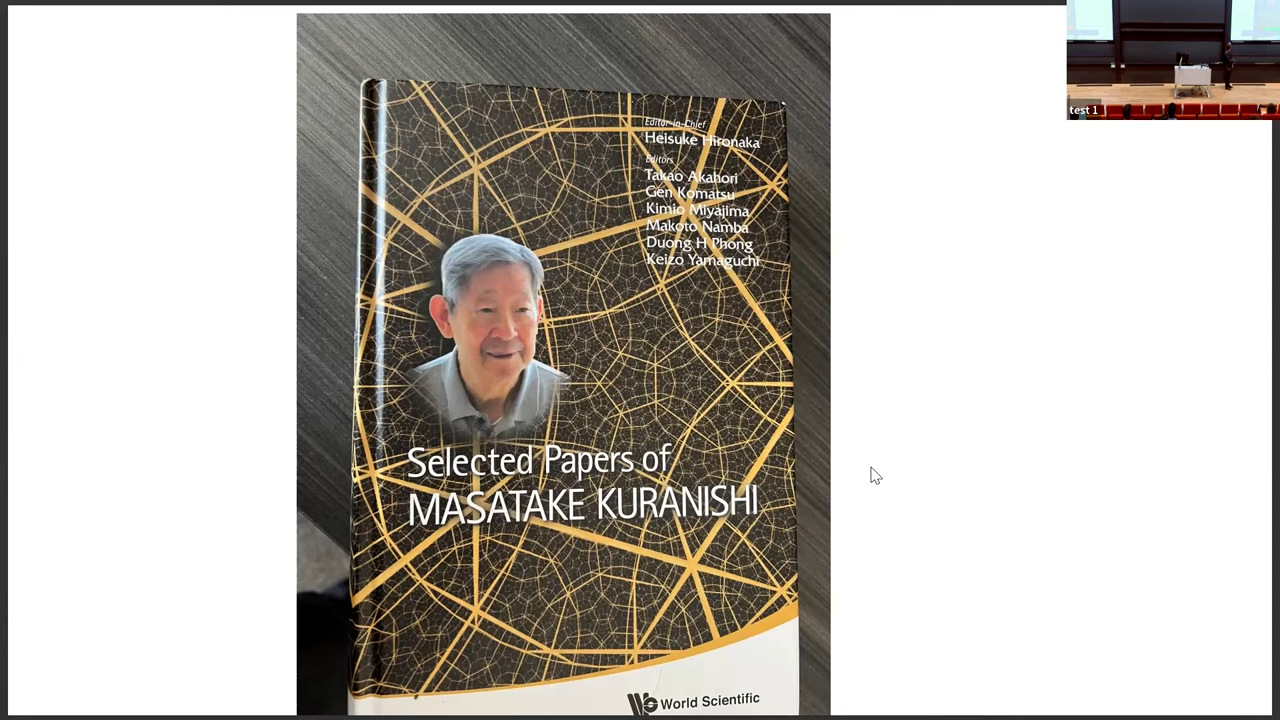 Editor-in-Chief
Heisuke Hironaka
Editors
Takao Akahori
Gen Komatsu
Kimio Miyajima
Makoto Namba
Duong H Phong
Keizo Yamaguchi
Selected Papers of
MASATAKE KURANISHI
World Scientific
test 1